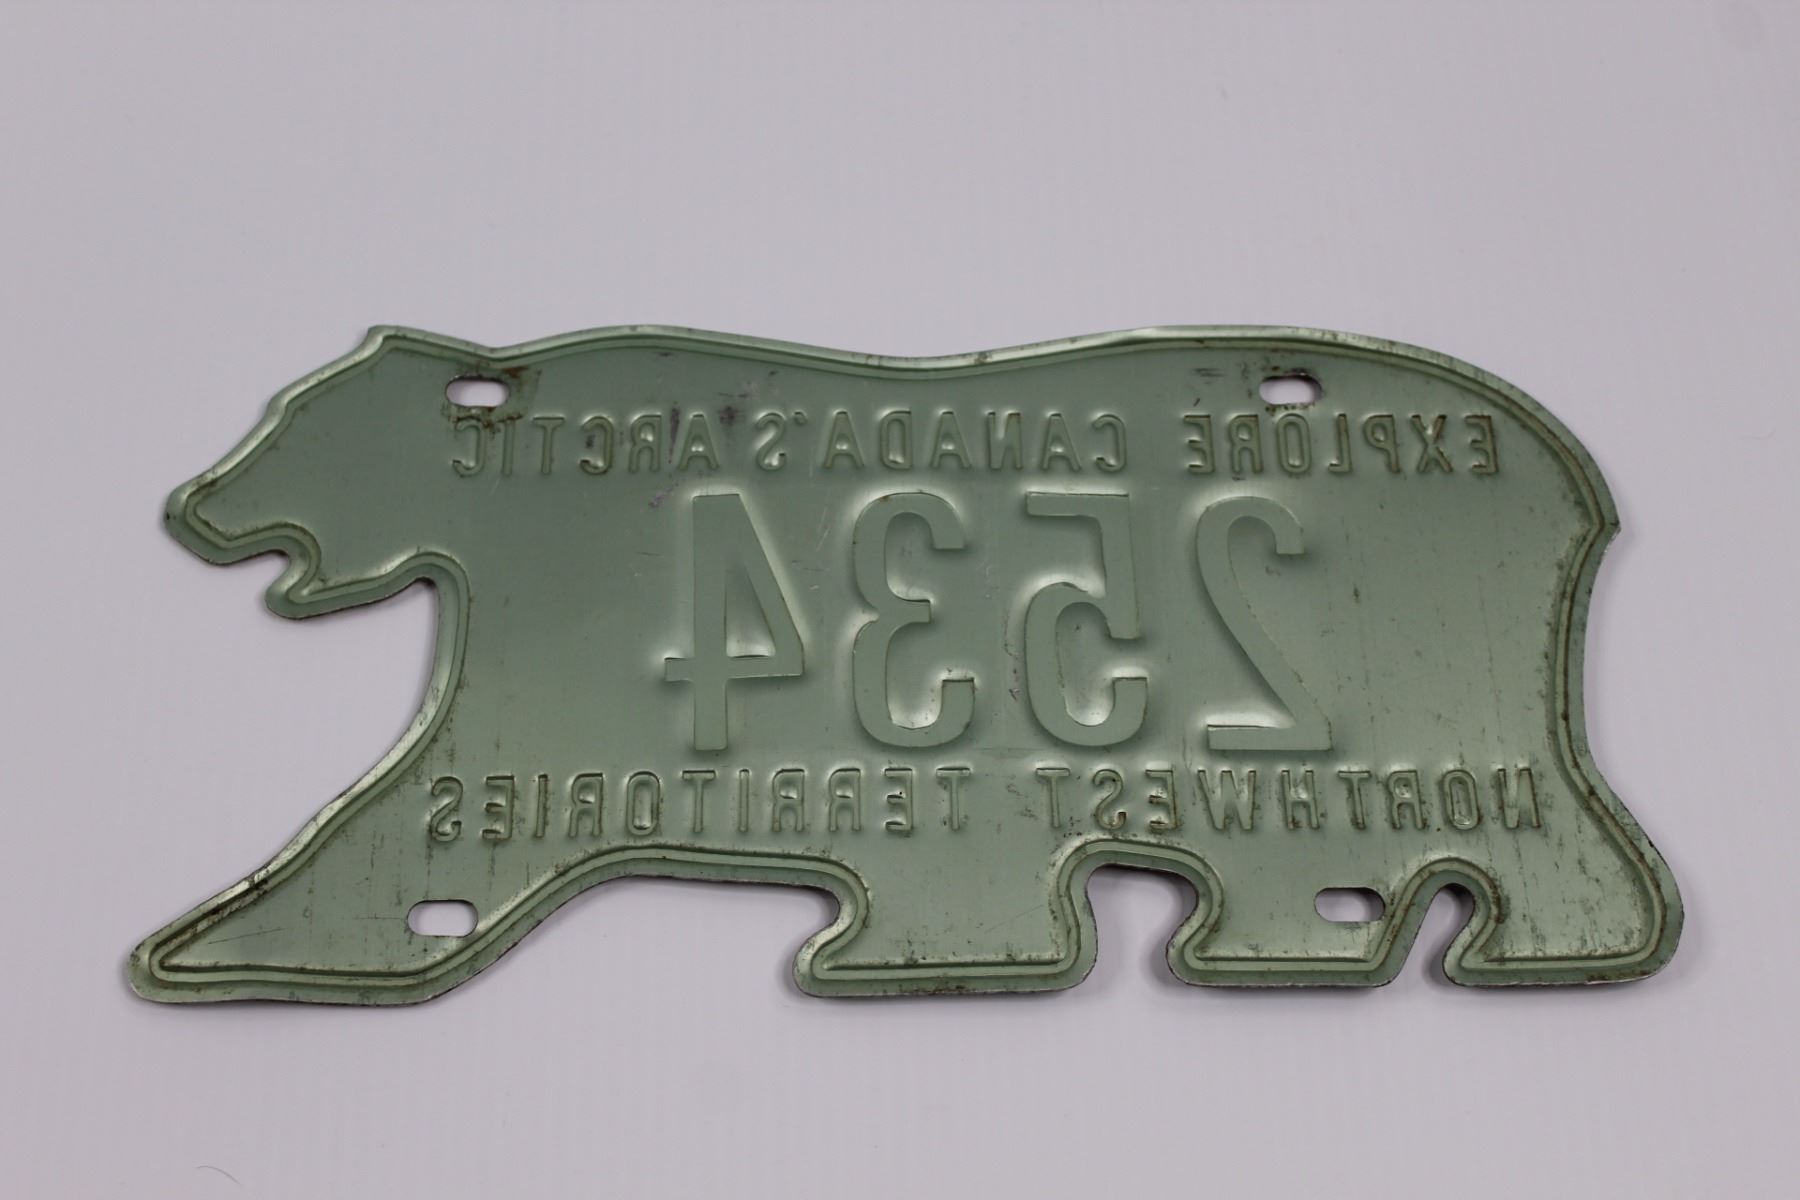 EXPLORE CANADA'S ARCTIC
2534
NORTHWEST TERRITORIES